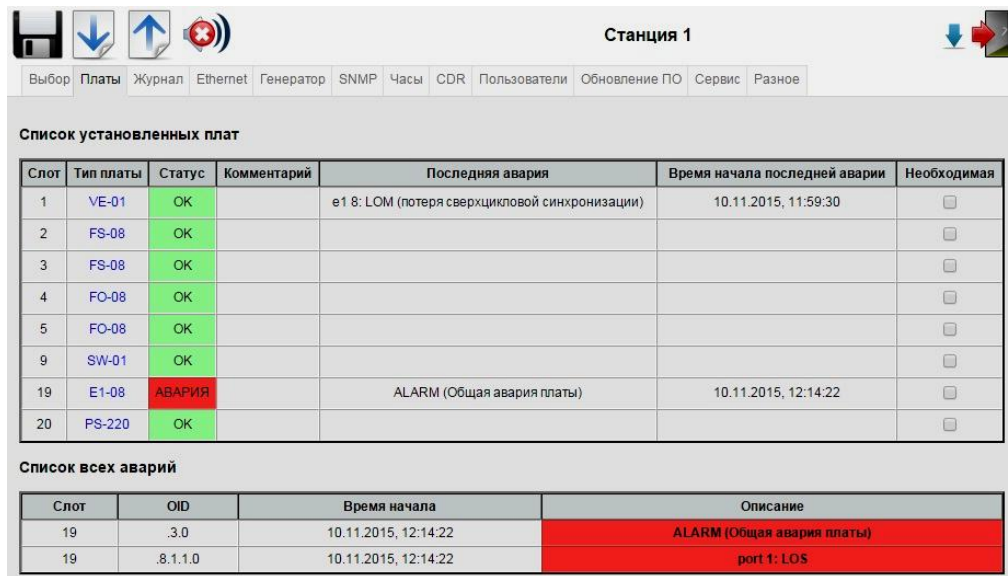 Станция 1
Выбор Платы Журнал Ethernet Генератор SNMP Часы CDR Пользователи Обновление ПО Сервис Разное
Список установленных плат
Слот Тип платы Статус Комментарий Последняя авария Время начала последней аварии Необходимая
1 VE-01 OK e1 8: LOM (потеря сверхцикловой синхронизации) 10.11.2015, 11:59:30
2 FS-08 OK
3 FS-08 OK
4 FO-08 OK
5 FO-08 OK
9 SW-01 OK
19 E1-08 АВАРИЯ ALARM (Общая авария платы) 10.11.2015, 12:14:22
20 PS-220 OK
Список всех аварий
Слот OID Время начала Описание
19 .3.0 10.11.2015, 12:14:22 ALARM (Общая авария платы)
19 .8.1.1.0 10.11.2015, 12:14:22 port 1: LOS